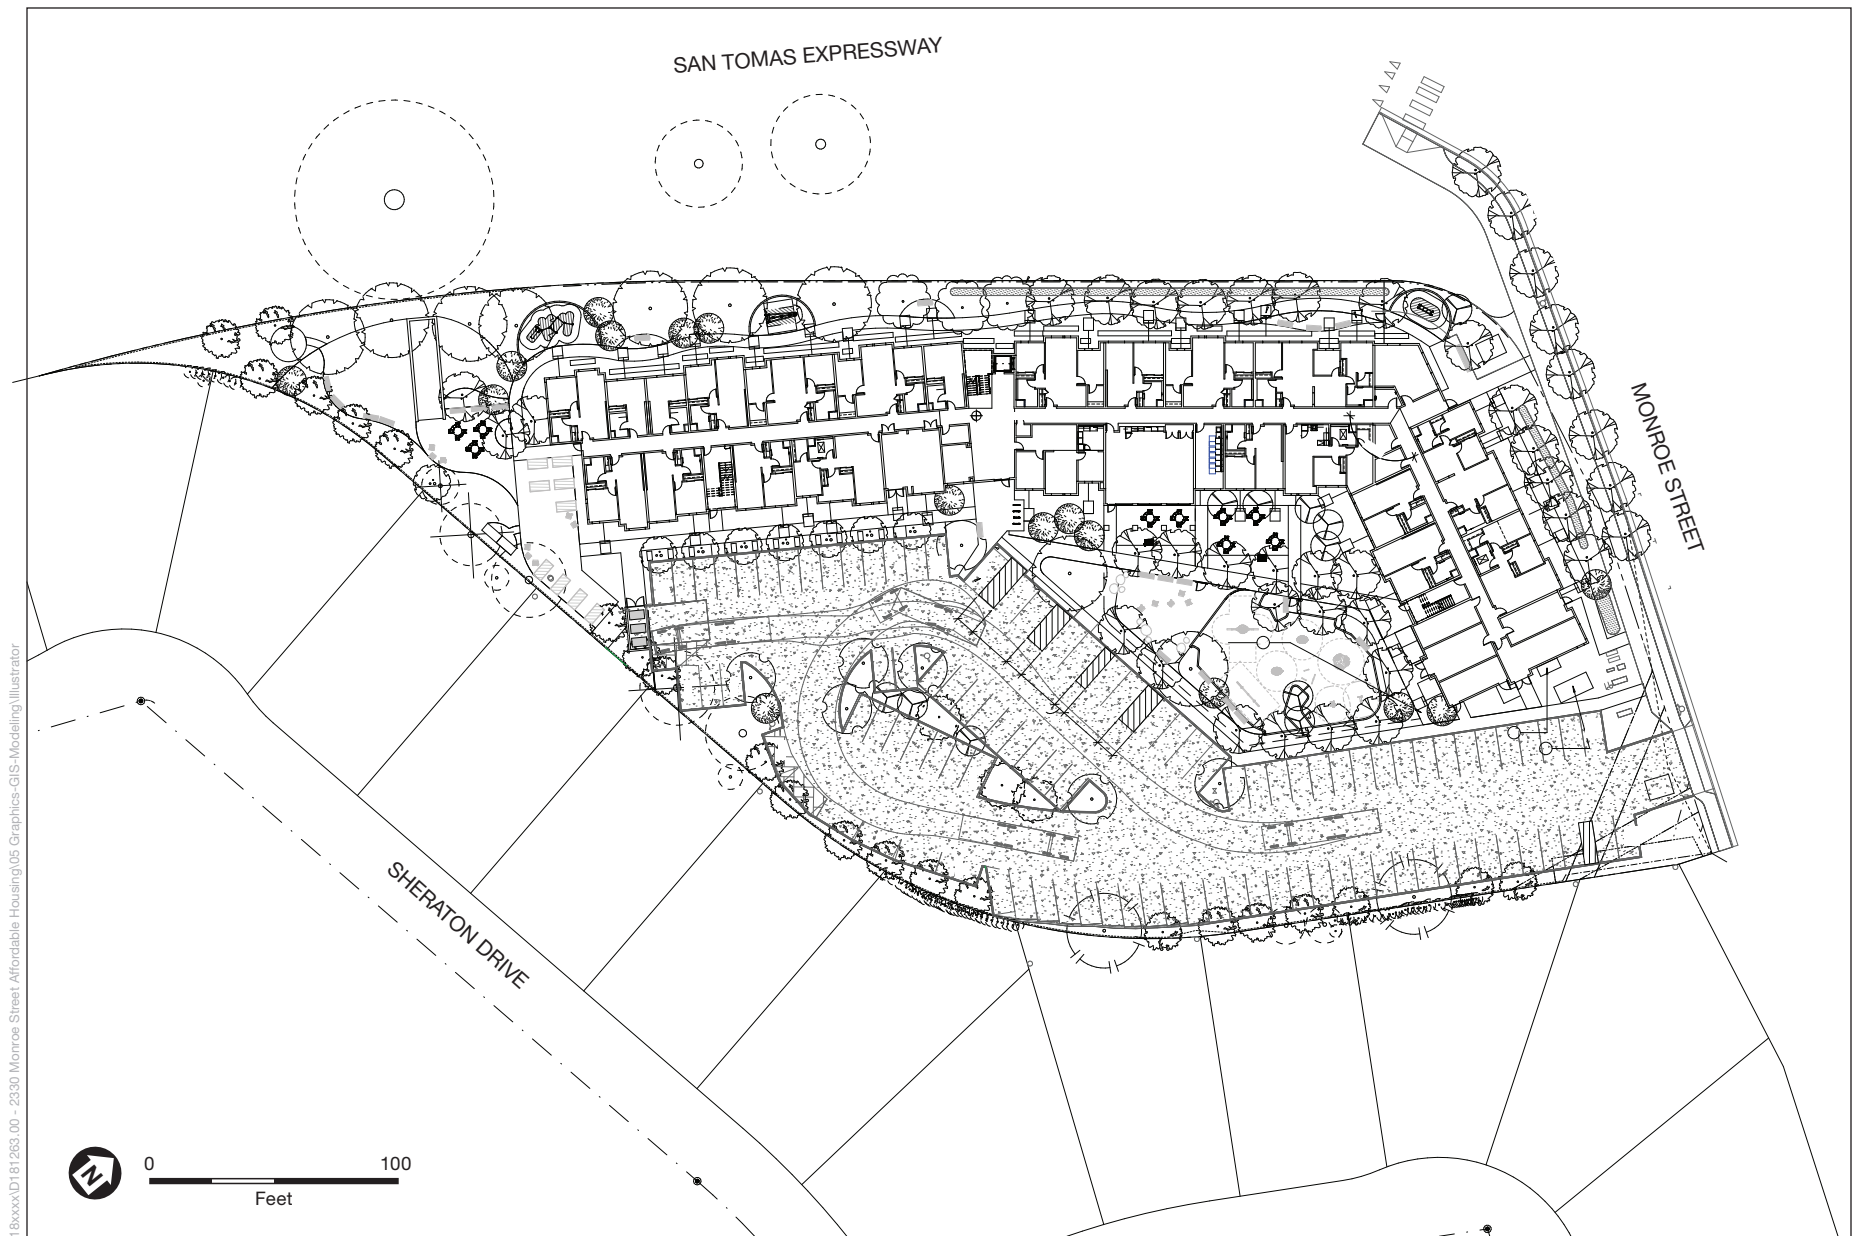 SAN TOMAS EXPRESSWAY
MONROE STREET
SHERATON DRIVE
18xxxx\D181263.00 - 2330 Monroe Street Affordable Housing\05 Graphics-GIS-Modeling\Illustrator
N
0 100
Feet